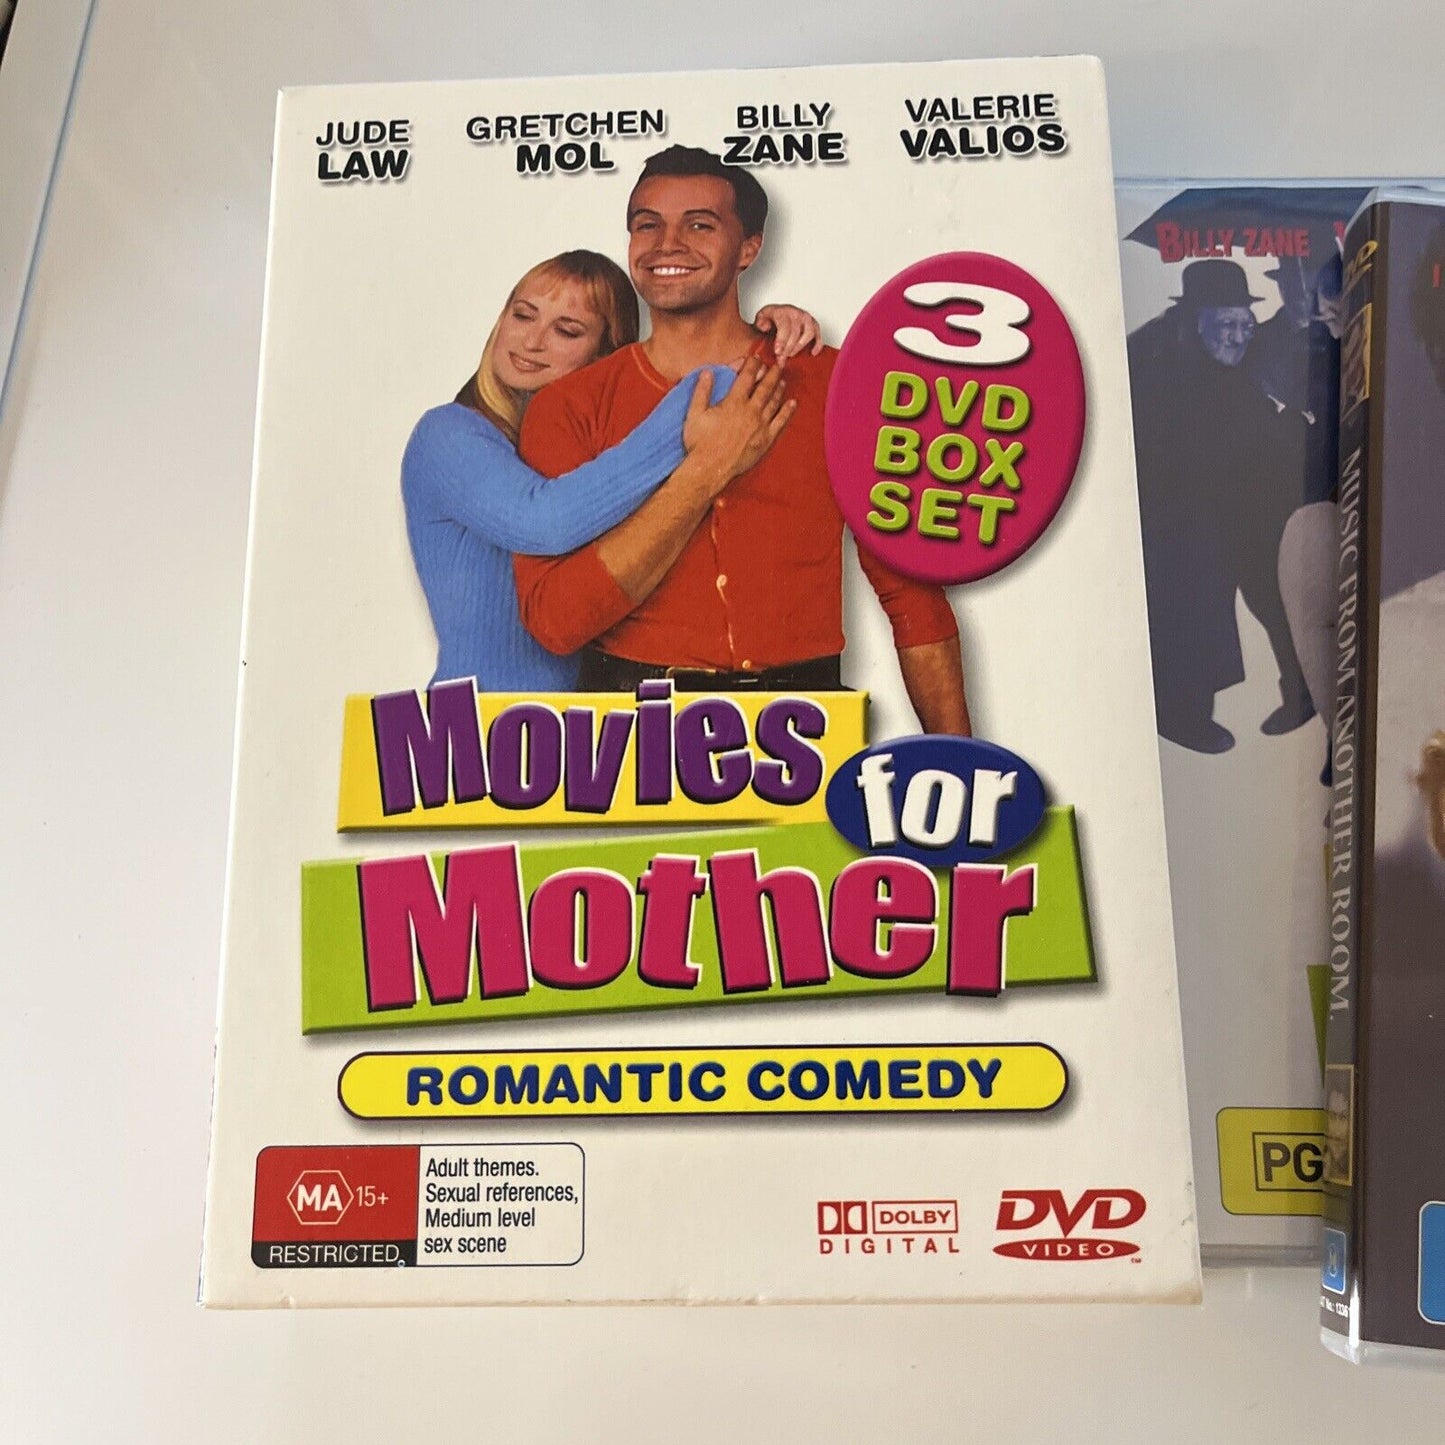 JUDE
LAW
GRETCHEN
MOL
BILLY
ZANE
VALERIE
VALIOS
3
DVD
BOX
SET
Movies
for
Mother
ROMANTIC COMEDY
MA 15+
RESTRICTED
Adult themes.
Sexual references,
Medium level
sex scene
DOLBY
DIGITAL
DVD
VIDEO
BILLY ZANE
PG
MUSIC FROM ANOTHER ROOM
M